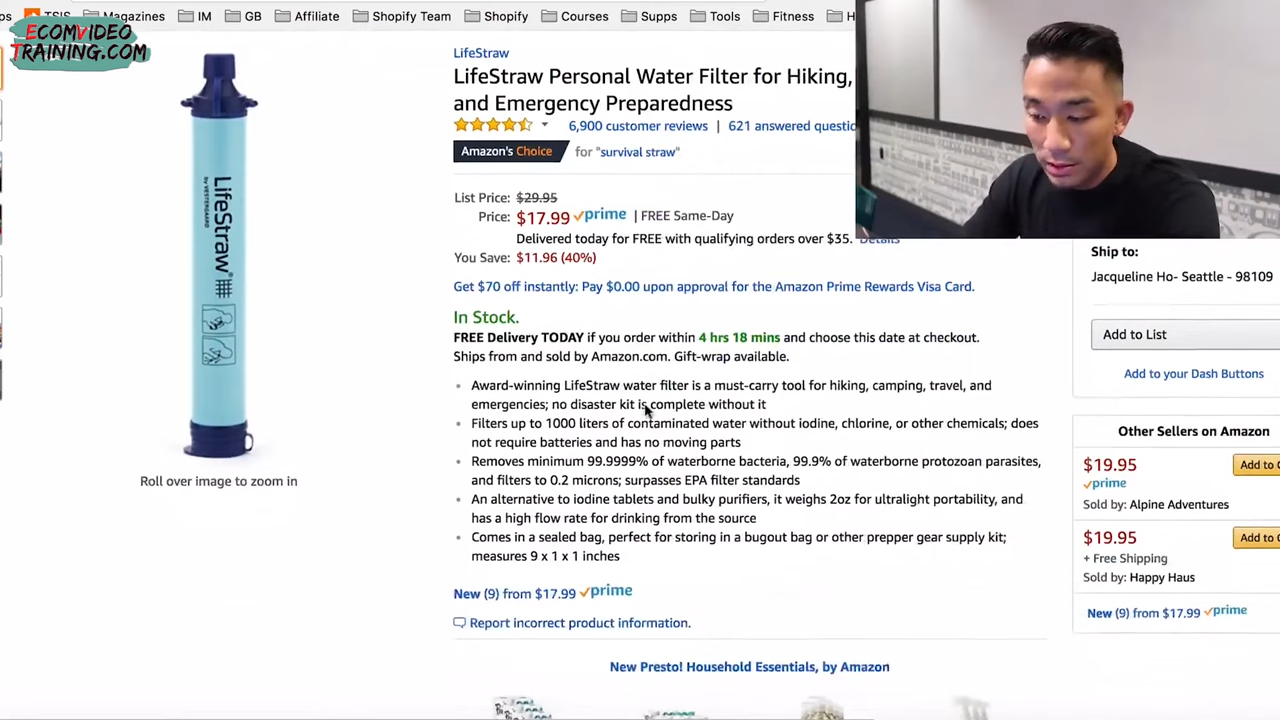 TSIS
Magazines
IM
GB
Affiliate
Shopify Team
Shopify
Courses
Supps
Tools
Fitness
ECOMVIDEO
TRAINING.COM
LifeStraw
LifeStraw Personal Water Filter for Hiking,
and Emergency Preparedness
6,900 customer reviews | 621 answered
Amazon's Choice for "survival straw"
List Price: $29.95
Price: $17.99 prime | FREE Same-Day
Delivered today for FREE with qualifying orders over $35. Details
You Save: $11.96 (40%)
Get $70 off instantly: Pay $0.00 upon approval for the Amazon Prime Rewards Visa Card.
In Stock.
FREE Delivery TODAY if you order within 4 hrs 18 mins and choose this date at checkout.
Ships from and sold by Amazon.com. Gift-wrap available.
Award-winning LifeStraw water filter is a must-carry tool for hiking, camping, travel, and
emergencies; no disaster kit is complete without it
Filters up to 1000 liters of contaminated water without iodine, chlorine, or other chemicals; does
not require batteries and has no moving parts
Removes minimum 99.9999% of waterborne bacteria, 99.9% of waterborne protozoan parasites,
and filters to 0.2 microns; surpasses EPA filter standards
An alternative to iodine tablets and bulky purifiers, it weighs 2oz for ultralight portability, and
has a high flow rate for drinking from the source
Comes in a sealed bag, perfect for storing in a bugout bag or other prepper gear supply kit;
measures 9 x 1 x 1 inches
New (9) from $17.99 prime
Report incorrect product information.
New Presto! Household Essentials, by Amazon
LifeStraw®
by VESTERGAARD
Roll over image to zoom in
Ship to:
Jacqueline Ho- Seattle - 98109
Add to List
Add to your Dash Buttons
Other Sellers on Amazon
$19.95 Add to
prime
Sold by: Alpine Adventures
$19.95 Add to
+ Free Shipping
Sold by: Happy Haus
New (9) from $17.99 prime